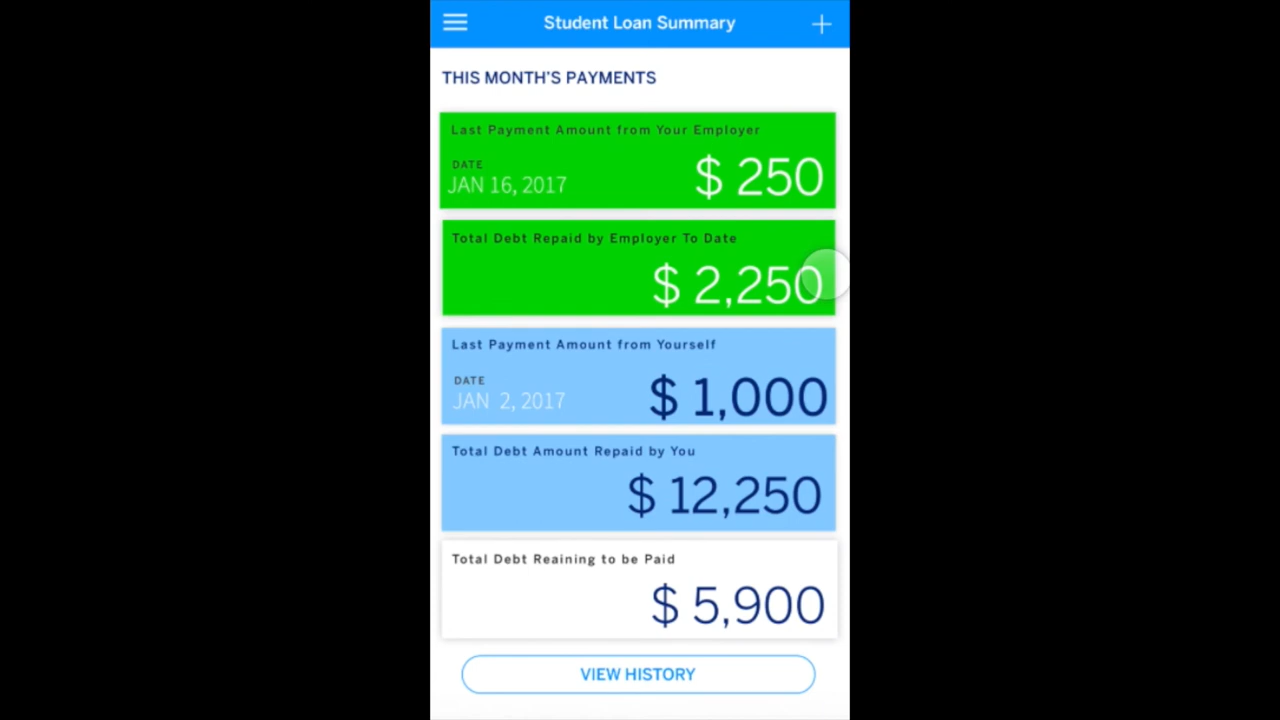 Student Loan Summary
THIS MONTH'S PAYMENTS
Last Payment Amount from Your Employer
DATE
JAN 16, 2017
$ 250
Total Debt Repaid by Employer To Date
$ 2,250
Last Payment Amount from Yourself
DATE
JAN 2, 2017
$ 1,000
Total Debt Amount Repaid by You
$ 12,250
Total Debt Reaining to be Paid
$ 5,900
VIEW HISTORY